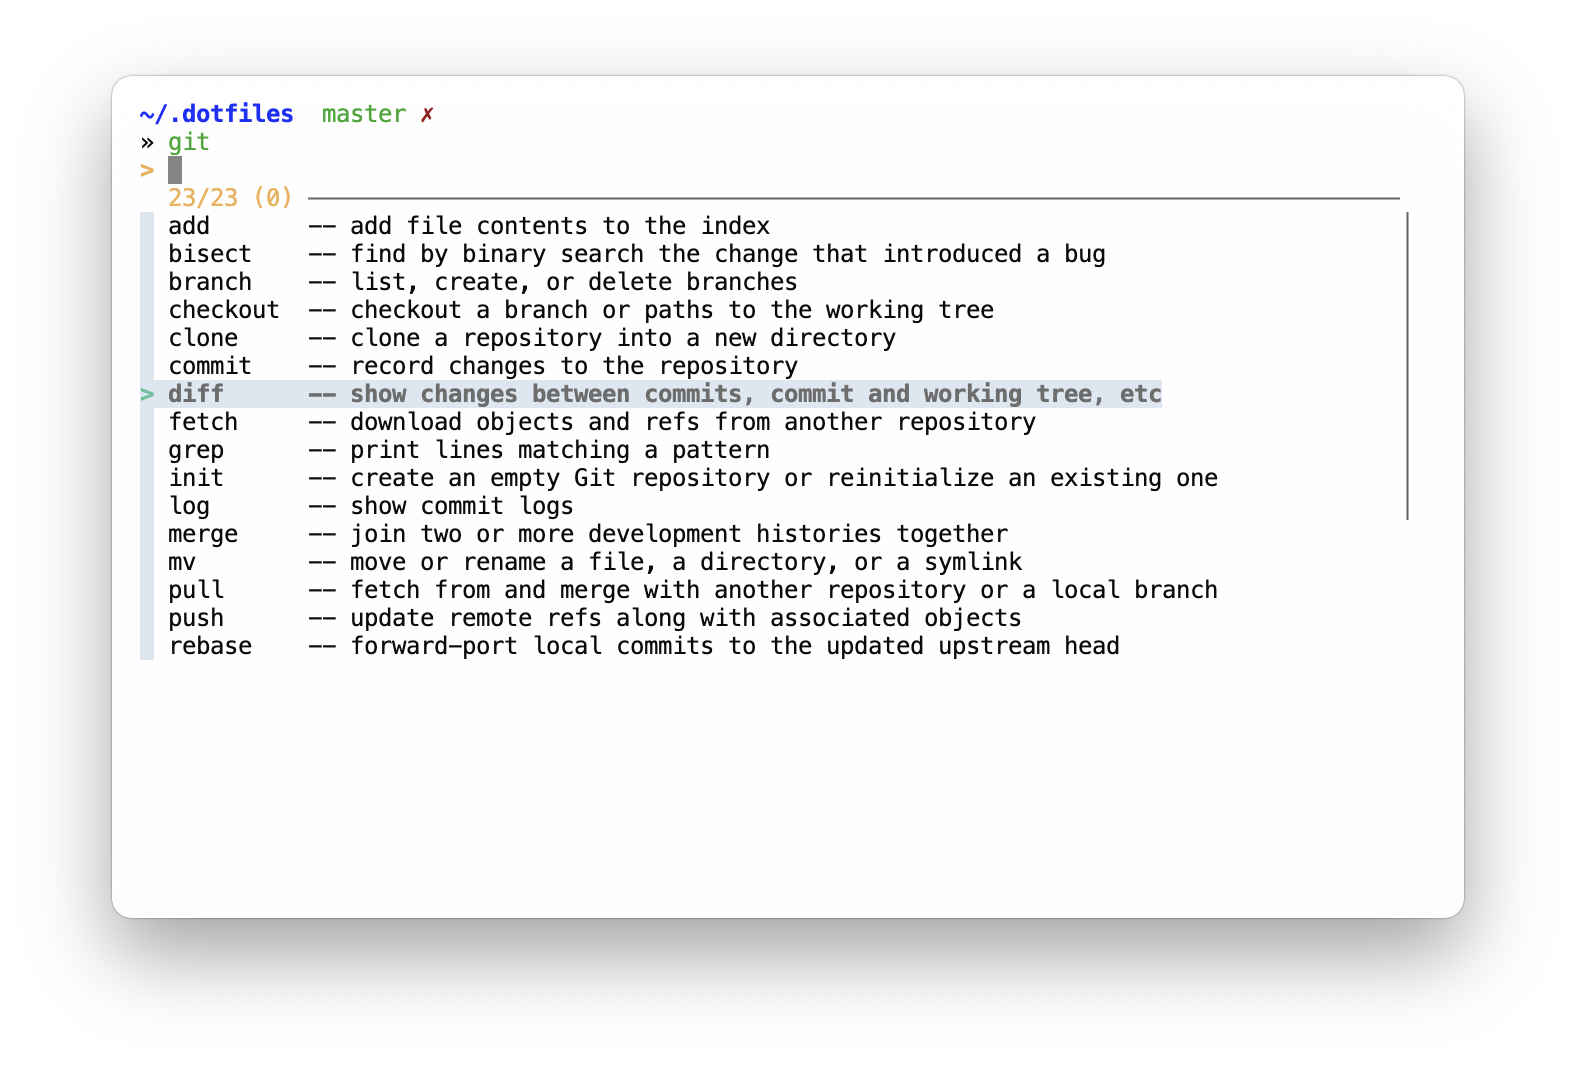 ~/.dotfiles  master ✗
» git
>
23/23 (0)
add       -- add file contents to the index
bisect    -- find by binary search the change that introduced a bug
branch    -- list, create, or delete branches
checkout  -- checkout a branch or paths to the working tree
clone     -- clone a repository into a new directory
commit    -- record changes to the repository
> diff      -- show changes between commits, commit and working tree, etc
fetch     -- download objects and refs from another repository
grep      -- print lines matching a pattern
init      -- create an empty Git repository or reinitialize an existing one
log       -- show commit logs
merge     -- join two or more development histories together
mv        -- move or rename a file, a directory, or a symlink
pull      -- fetch from and merge with another repository or a local branch
push      -- update remote refs along with associated objects
rebase    -- forward-port local commits to the updated upstream head